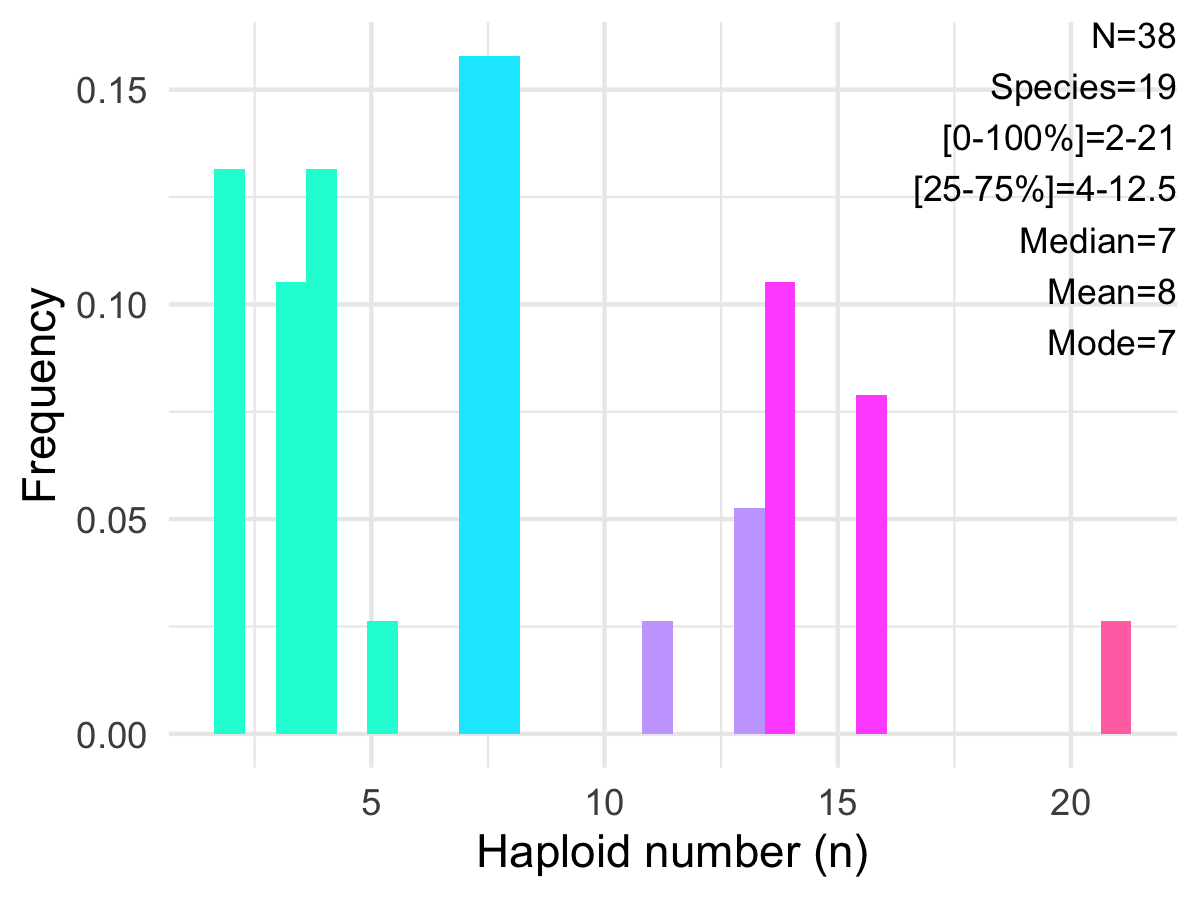 N=38
Species=19
[0-100%]=2-21
[25-75%]=4-12.5
Median=7
Mean=8
Mode=7
0.15
0.10
0.05
0.00
Frequency
5 10 15 20
Haploid number (n)